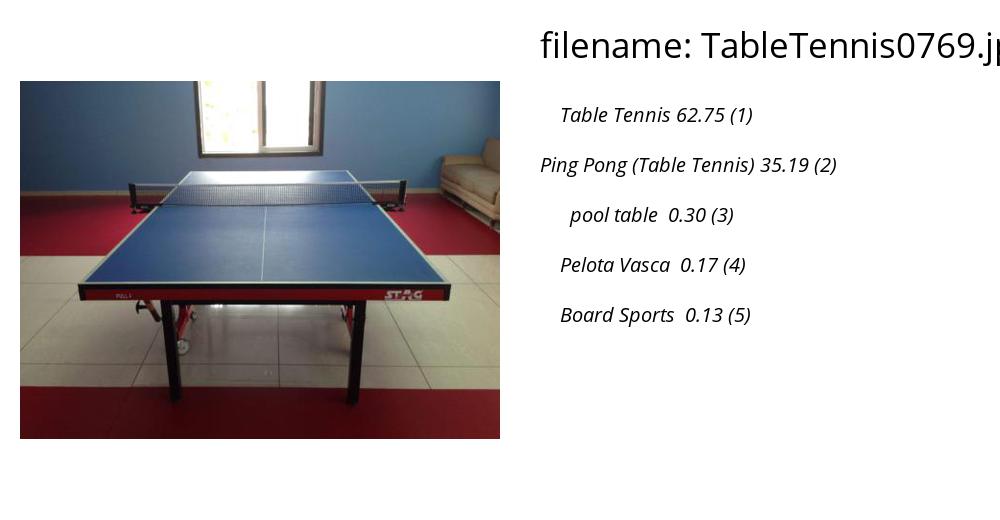 filename: TableTennis0769.jp
Table Tennis 62.75 (1)
Ping Pong (Table Tennis) 35.19 (2)
pool table 0.30 (3)
Pelota Vasca 0.17 (4)
Board Sports 0.13 (5)
STAG